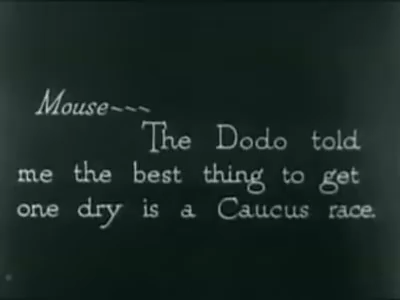 Mouse~~~
The Dodo told
me the best thing to get
one dry is a Caucus race.